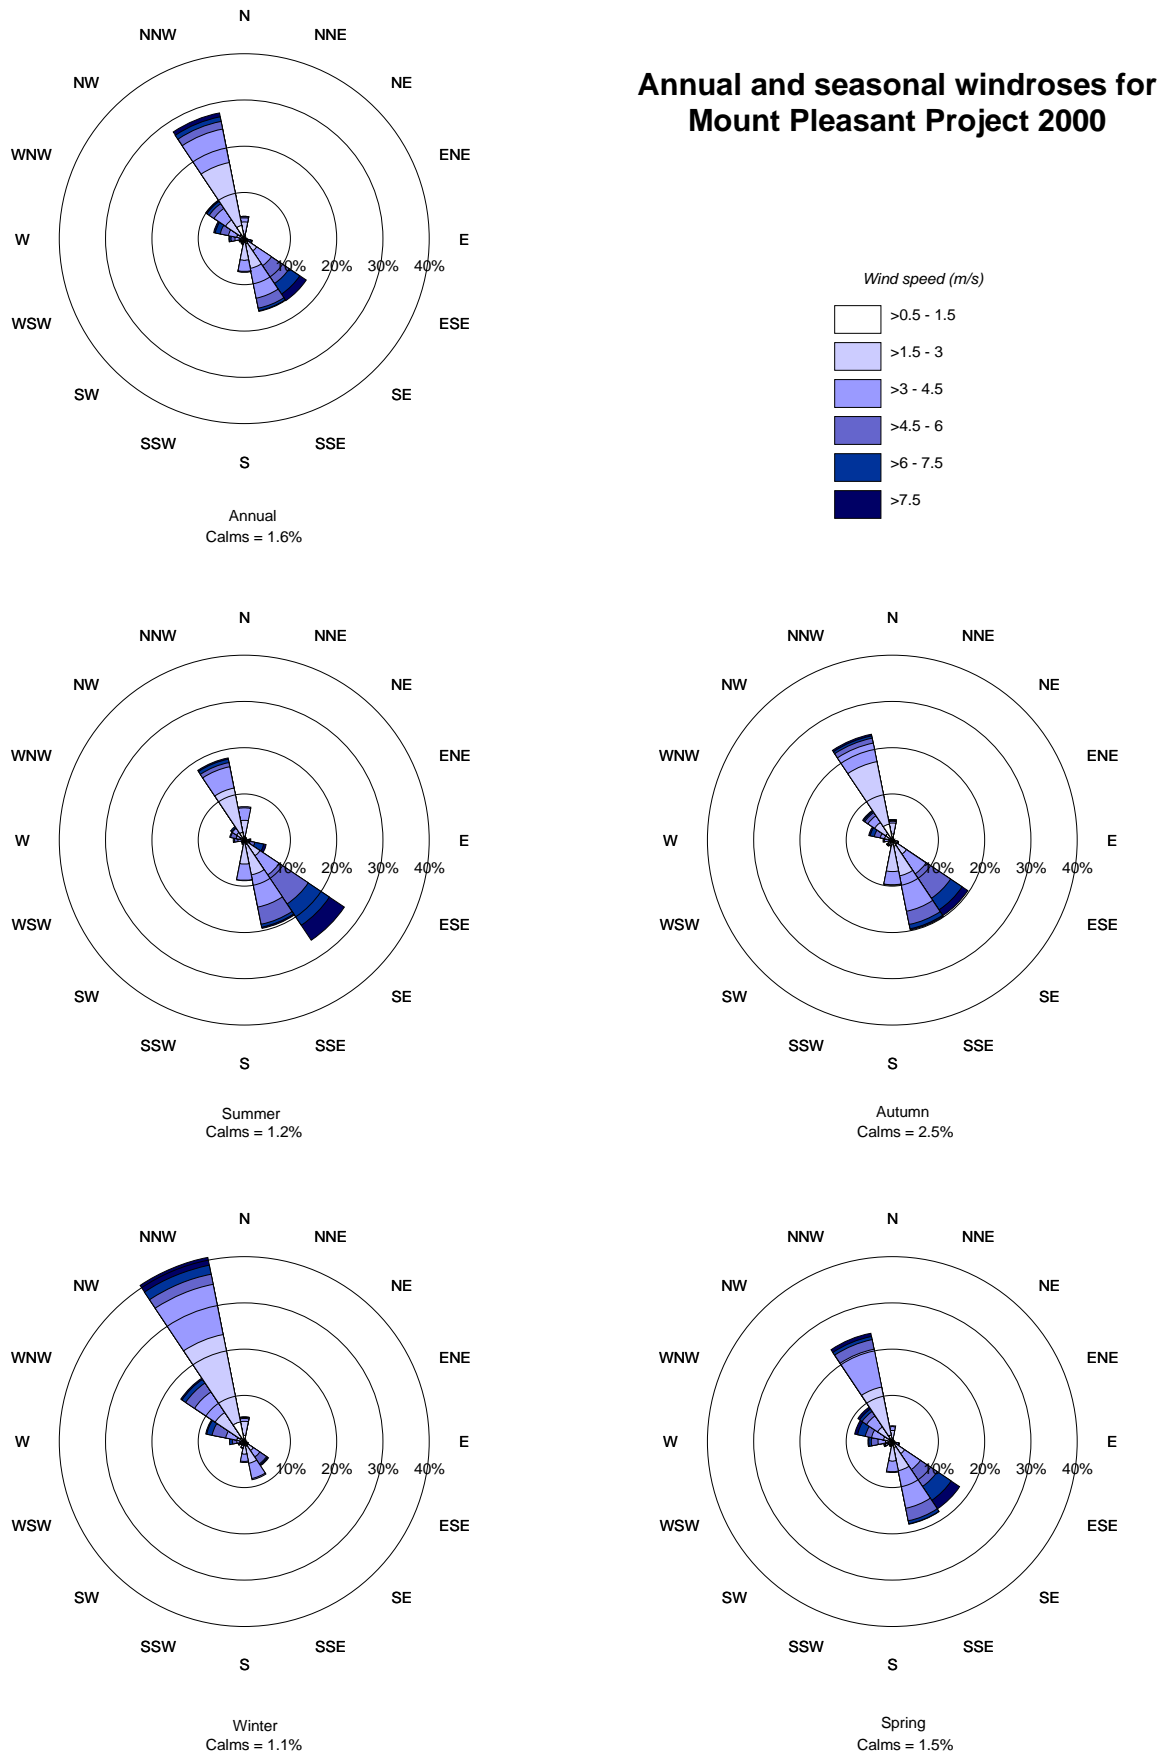 N
NNW NNE
NW NE
WNW ENE
W E
10% 20% 30% 40%
WSW ESE
SW SE
SSW SSE
S
Annual
Calms = 1.6%
Annual and seasonal windroses for
Mount Pleasant Project 2000
Wind speed (m/s)
>0.5 - 1.5
>1.5 - 3
>3 - 4.5
>4.5 - 6
>6 - 7.5
>7.5
N
NNW NNE
NW NE
WNW ENE
W E
10% 20% 30% 40%
WSW ESE
SW SE
SSW SSE
S
Summer
Calms = 1.2%
N
NNW NNE
NW NE
WNW ENE
W E
10% 20% 30% 40%
WSW ESE
SW SE
SSW SSE
S
Autumn
Calms = 2.5%
N
NNW NNE
NW NE
WNW ENE
W E
10% 20% 30% 40%
WSW ESE
SW SE
SSW SSE
S
Winter
Calms = 1.1%
N
NNW NNE
NW NE
WNW ENE
W E
10% 20% 30% 40%
WSW ESE
SW SE
SSW SSE
S
Spring
Calms = 1.5%